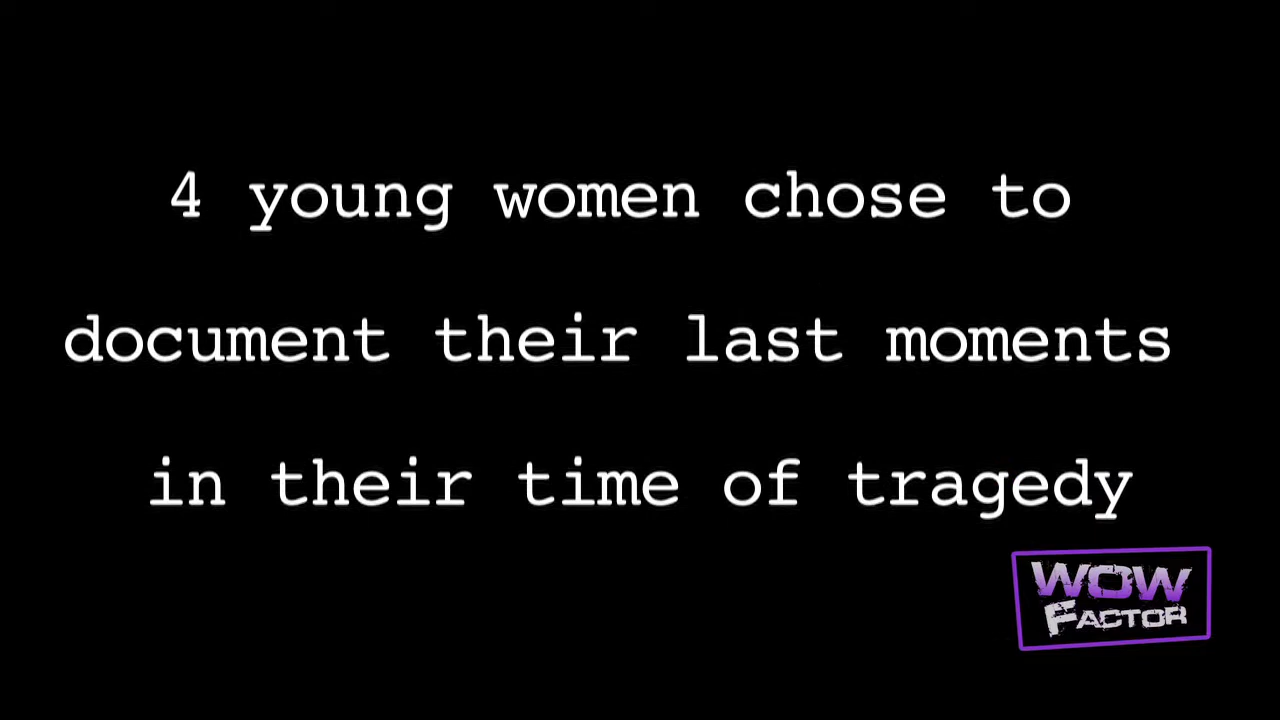 4 young women chose to
document their last moments
in their time of tragedy
WOW
FACTOR